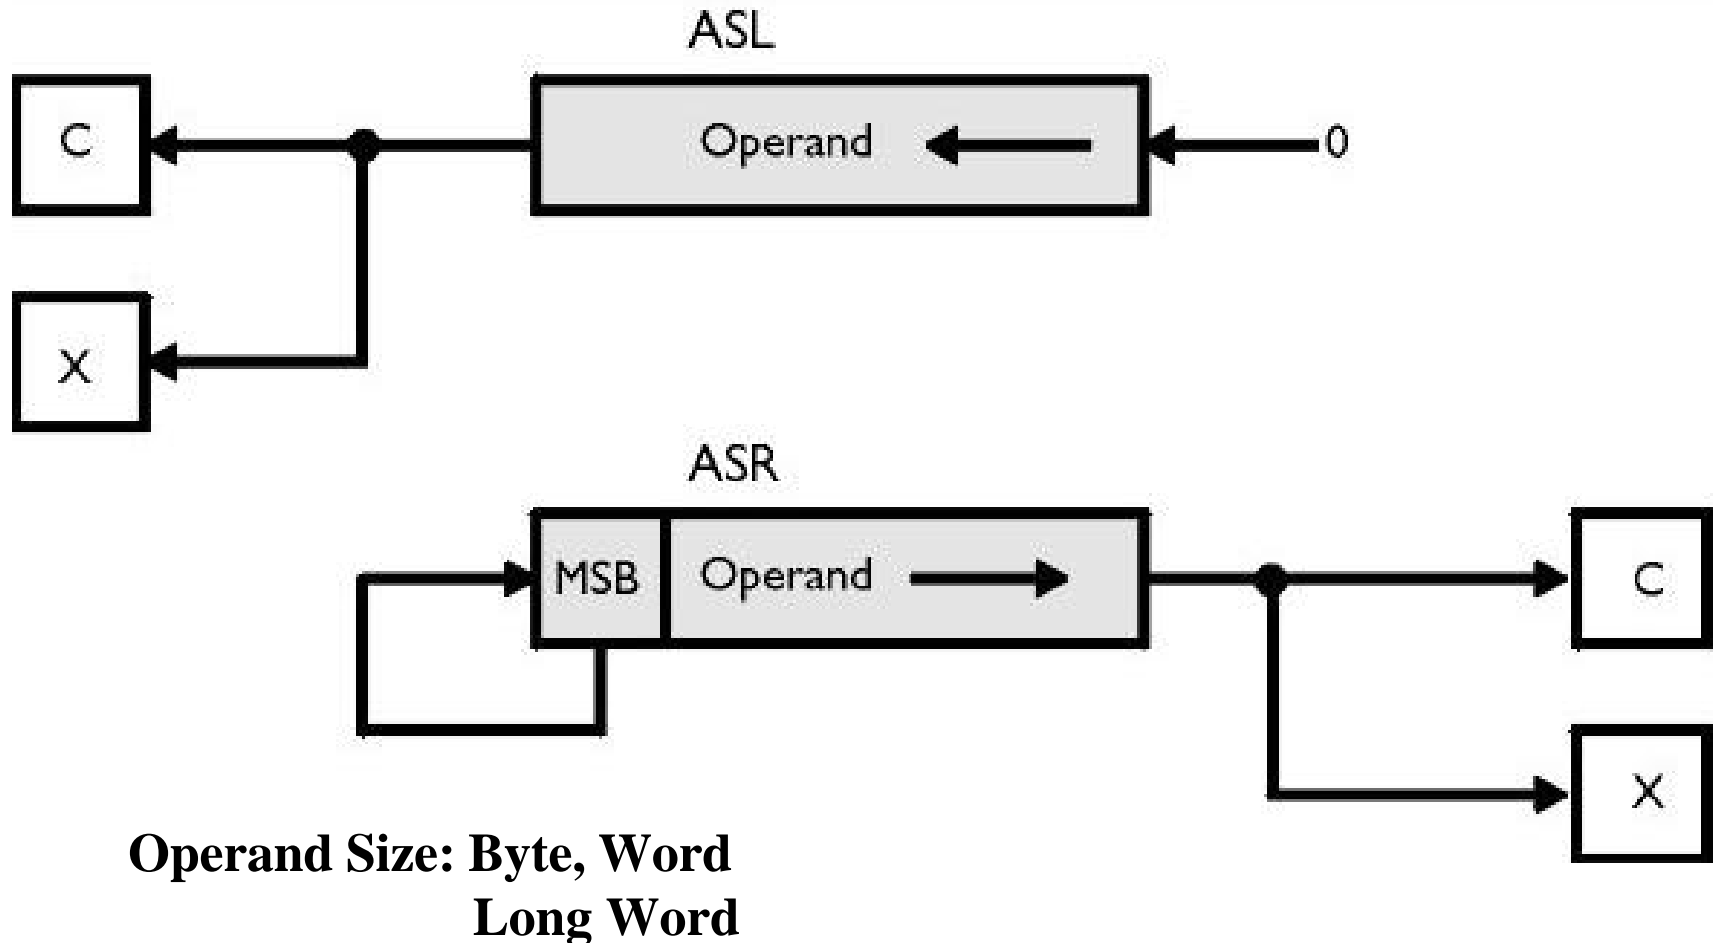 ASL
C
Operand
0
X
ASR
MSB
Operand
C
X
Operand Size: Byte, Word
Long Word